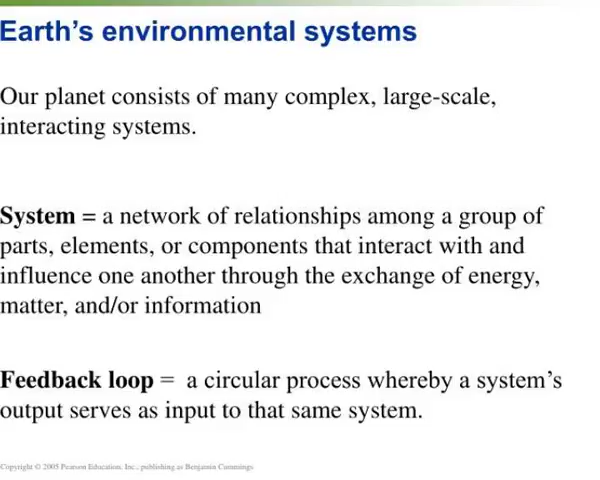 Earth’s environmental systems
Our planet consists of many complex, large-scale,
interacting systems.
System = a network of relationships among a group of
parts, elements, or components that interact with and
influence one another through the exchange of energy,
matter, and/or information
Feedback loop = a circular process whereby a system’s
output serves as input to that same system.
Copyright © 2005 Pearson Education, Inc., publishing as Benjamin Cummings